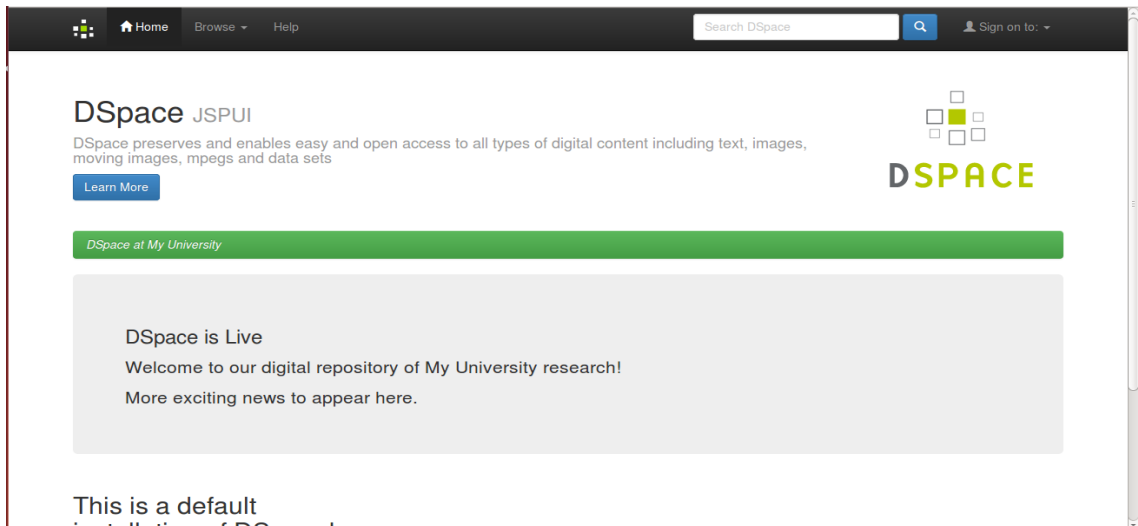 Home Browse Help Search DSpace Sign on to:
DSpace JSPUI
DSpace preserves and enables easy and open access to all types of digital content including text, images,
moving images, mpegs and data sets
Learn More
DSPACE
DSpace at My University
DSpace is Live
Welcome to our digital repository of My University research!
More exciting news to appear here.
This is a default